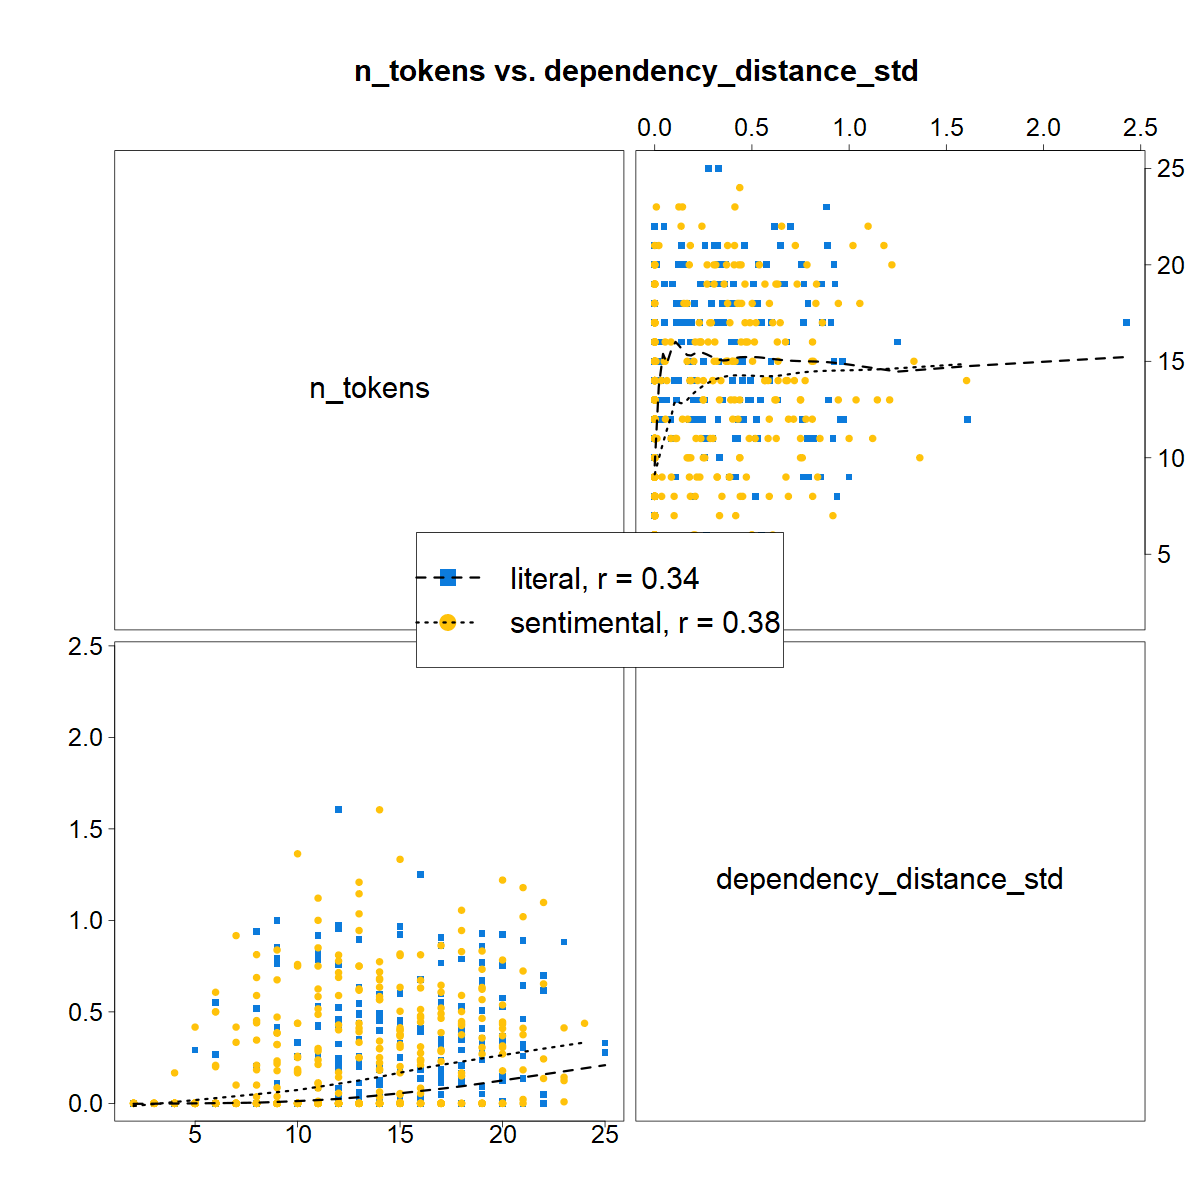 n_tokens vs. dependency_distance_std
0.0 0.5 1.0 1.5 2.0 2.5
25
20
n_tokens
15
10
5
literal, r = 0.34
sentimental, r = 0.38
2.5
2.0
1.5
dependency_distance_std
1.0
0.5
0.0
5 10 15 20 25